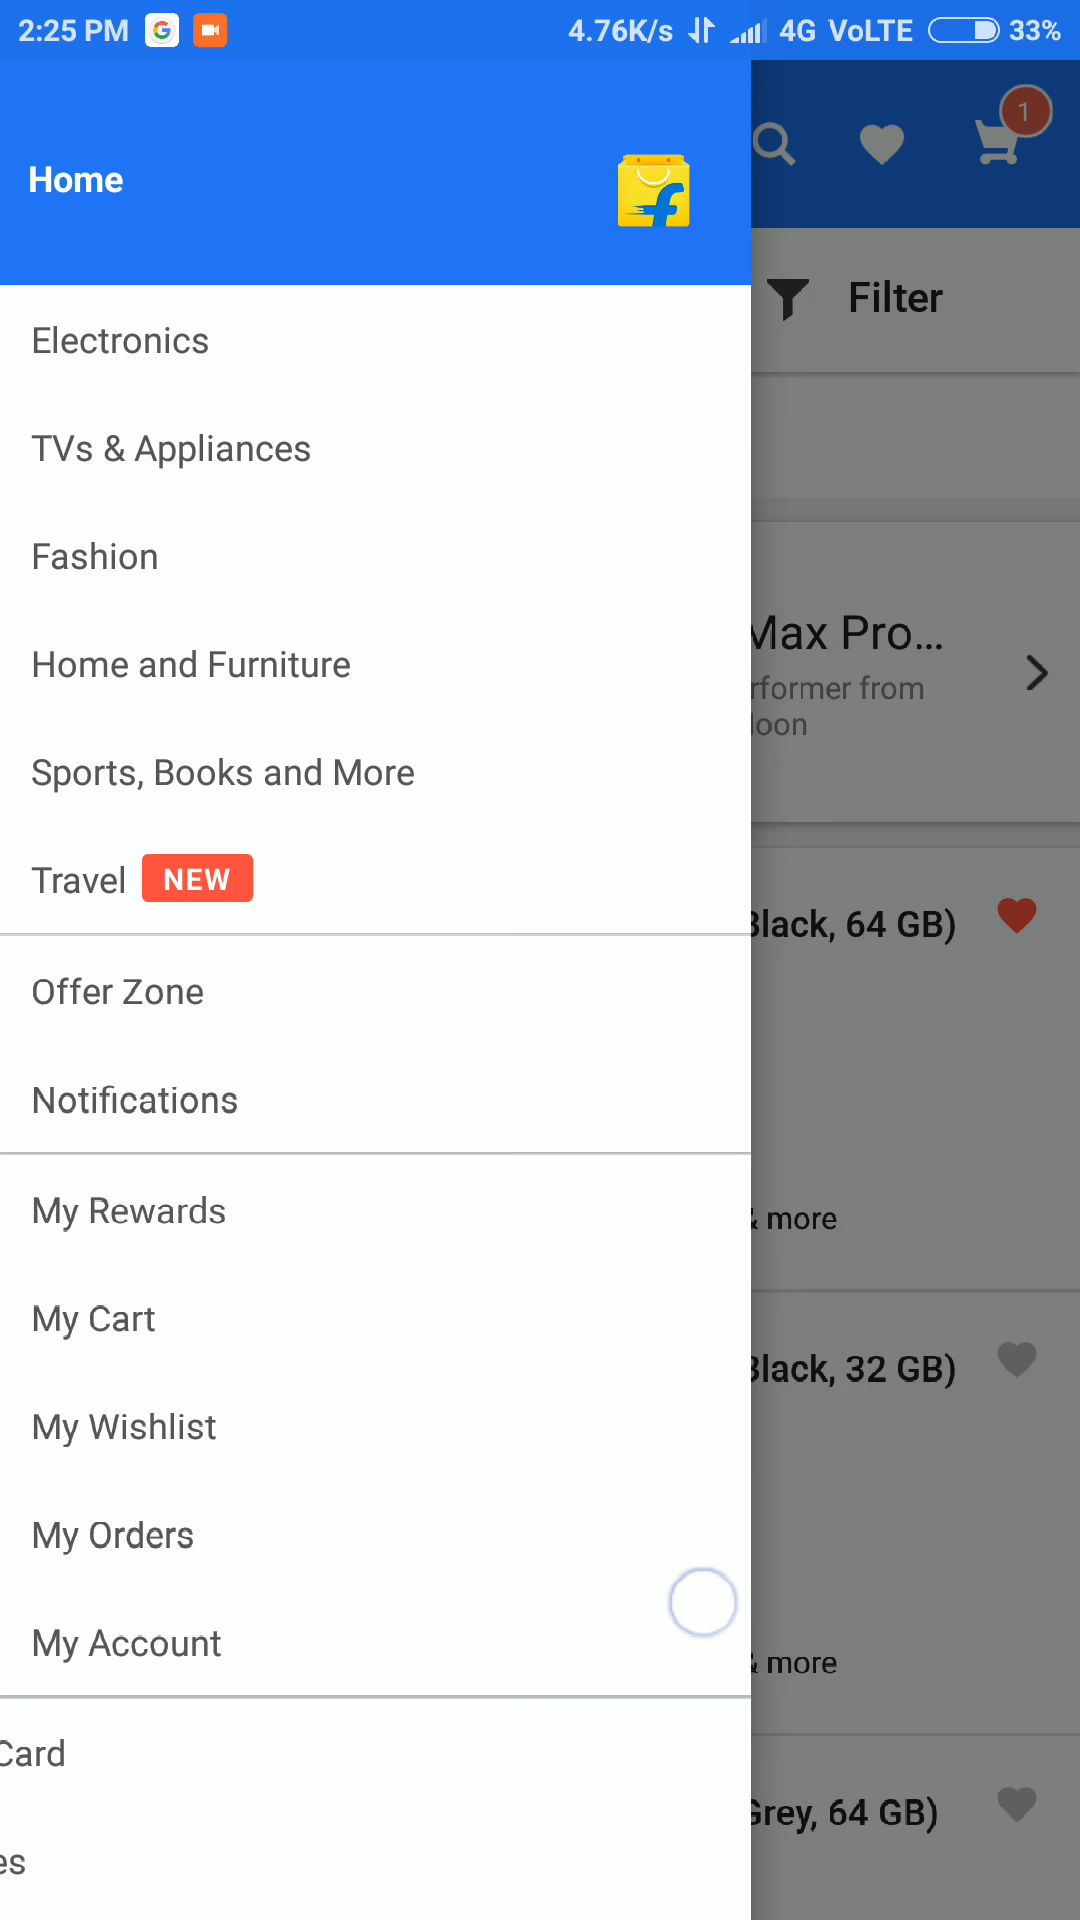 2:25 PM
4.76K/s 4G VoLTE 33%
1
Home
Filter
Electronics
TVs & Appliances
Fashion
Home and Furniture
Max Pro...
rformer from
loon
Sports, Books and More
Travel NEW
Black, 64 GB)
Offer Zone
Notifications
My Rewards
& more
My Cart
Black, 32 GB)
My Wishlist
My Orders
My Account
& more
Card
Grey, 64 GB)
es